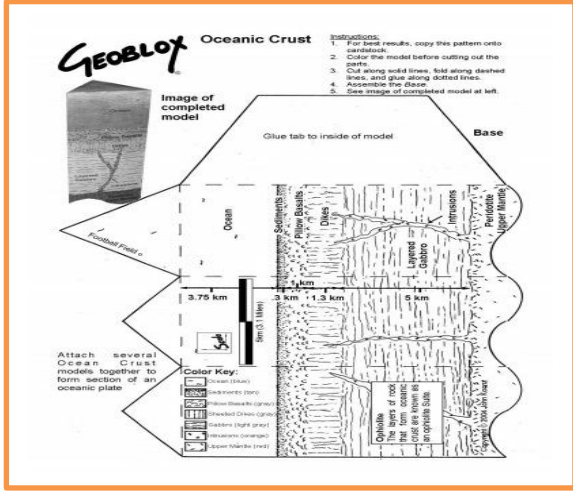 GEOBLOX
Oceanic Crust
Instructions:
1. For best results, copy this pattern onto
cardstock.
2. Color the model before cutting out the
parts.
3. Cut along solid lines, fold along dashed
lines, and glue along dotted lines.
4. Assemble the Base.
5. See image of completed model at left.
Image of
completed
model
Glue tab to inside of model
Base
Football Field
Ocean
Sediments
Pillow Basalts
Dikes
Layered
Gabbro
Intrusions
Peridotite
Upper Mantle
3.75 km
.3 km
1 km
1.3 km
5 km
Scale
5km (3.1 Miles)
Attach several
Ocean Crust
models together to
form section of an
oceanic plate
Color Key:
Ocean (blue)
Sediments (tan)
Pillow Basalts (gray)
Sheeted Dikes (gray)
Gabbro (light gray)
Intrusions (orange)
Upper Mantle (red)
Ophiolite
The layers of rock
that form oceanic
crust are known as
an ophiolite Suite.